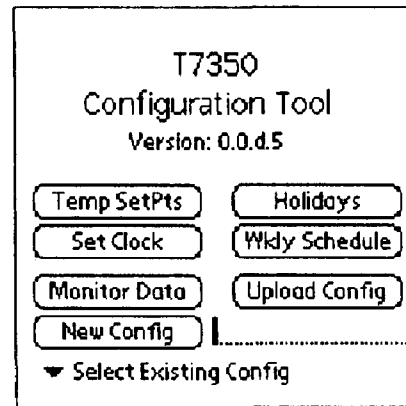 T7350
Configuration Tool
Version: 0.0.d.5
Temp SetPts Holidays
Set Clock Wkly Schedule
Monitor Data Upload Config
New Config
Select Existing Config